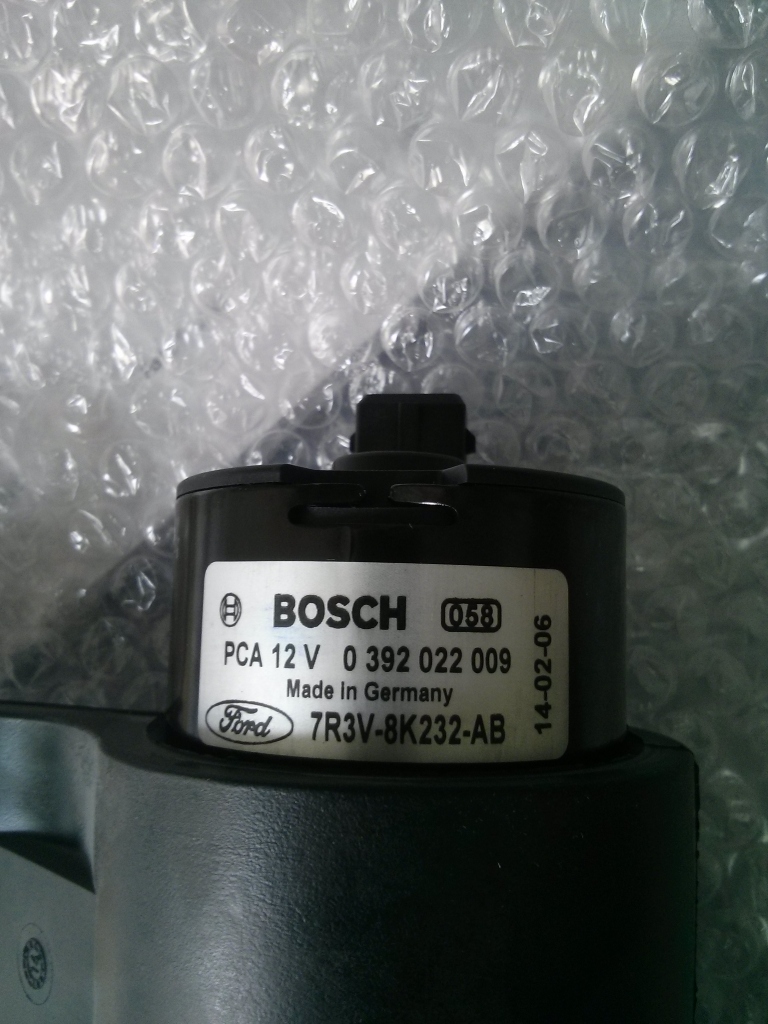 BOSCH 058
PCA 12 V 0 392 022 009
Made in Germany
Ford 7R3V-8K232-AB
14-02-06